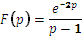 F(p) = e^{-2p} / (p - 1)